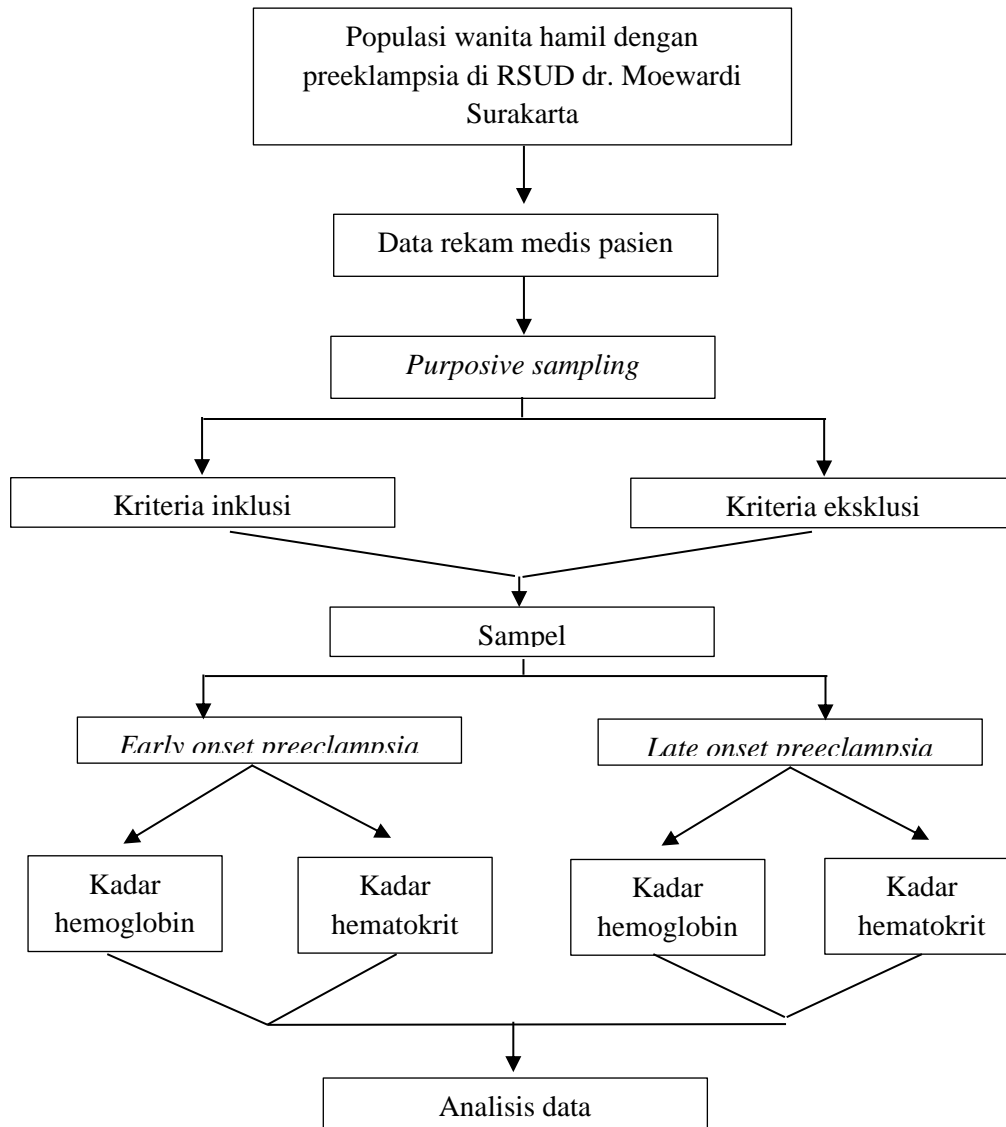 Populasi wanita hamil dengan
preeklampsia di RSUD dr. Moewardi
Surakarta
Data rekam medis pasien
Purposive sampling
Kriteria inklusi
Kriteria eksklusi
Sampel
Early onset preeclampsia
Late onset preeclampsia
Kadar
hemoglobin
Kadar
hematokrit
Kadar
hemoglobin
Kadar
hematokrit
Analisis data